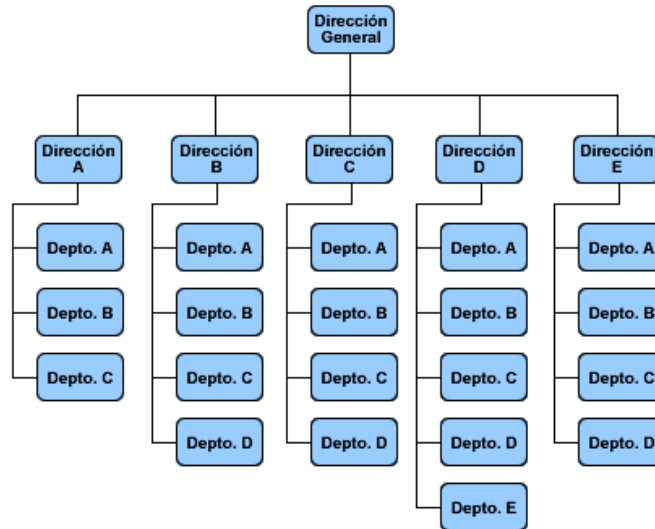 Dirección
General
Dirección
A
Dirección
B
Dirección
C
Dirección
D
Dirección
E
Depto. A
Depto. A
Depto. A
Depto. A
Depto. A
Depto. B
Depto. B
Depto. B
Depto. B
Depto. B
Depto. C
Depto. C
Depto. C
Depto. C
Depto. C
Depto. D
Depto. D
Depto. D
Depto. D
Depto. E